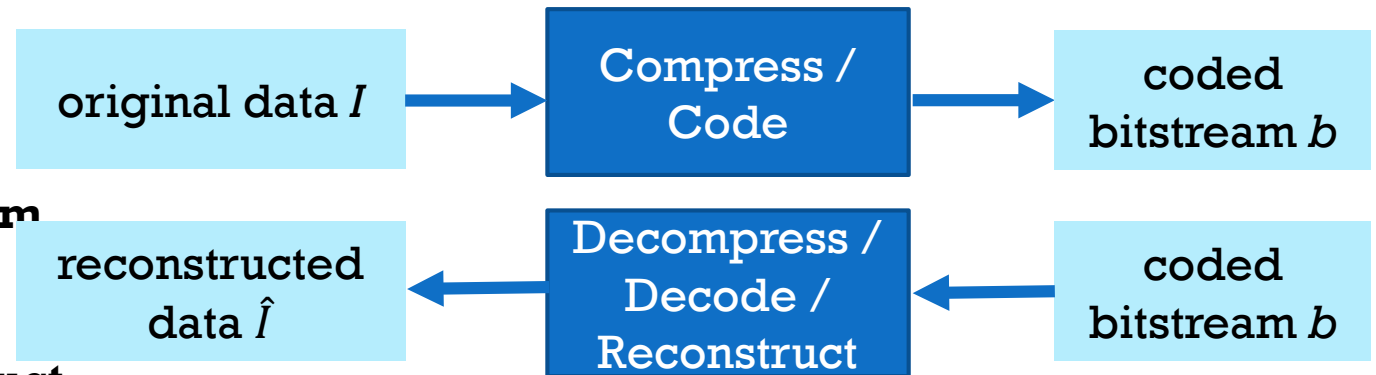 original data I
Compress /
Code
coded
bitstream b
reconstructed
data Î
Decompress /
Decode /
Reconstruct
coded
bitstream b